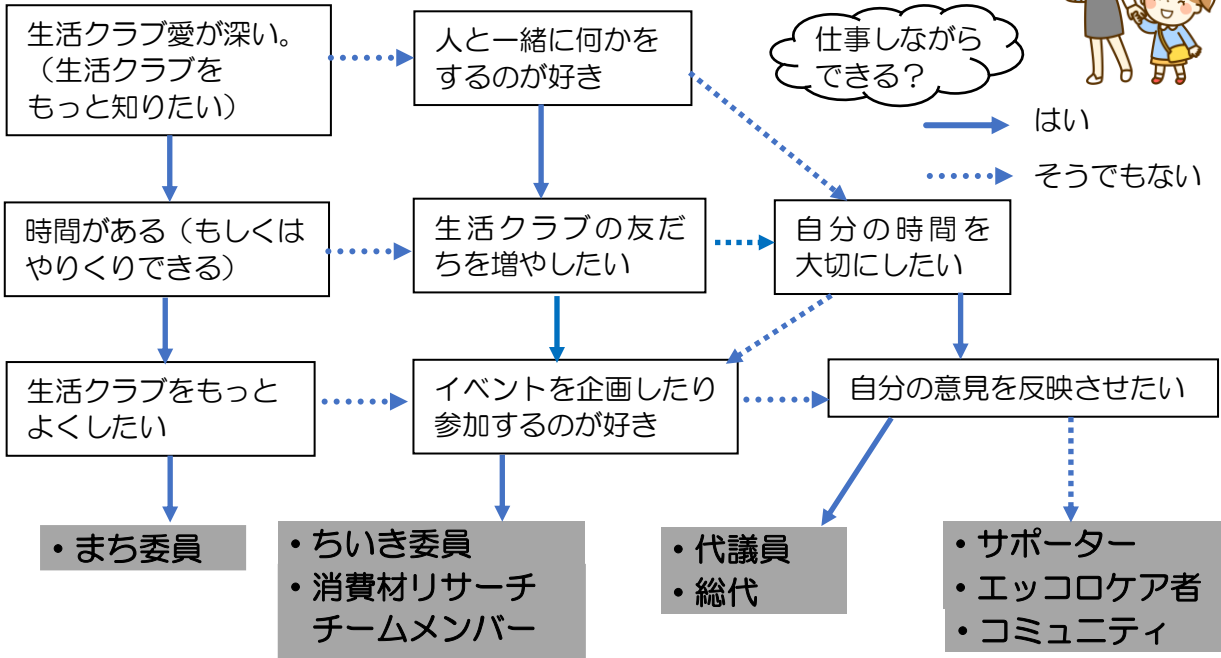 生活クラブ愛が深い。
（生活クラブを
もっと知りたい）
人と一緒に何かを
するのが好き
仕事しながら
できる？
はい
そうでもない
時間がある（もしくは
やりくりできる）
生活クラブの友だ
ちを増やしたい
自分の時間を
大切にしたい
生活クラブをもっと
よくしたい
イベントを企画したり
参加するのが好き
自分の意見を反映させたい
・まち委員
・ちいき委員
・消費材リサーチ
チームメンバー
・代議員
・総代
・サポーター
・エッコロケア者
・コミュニティ